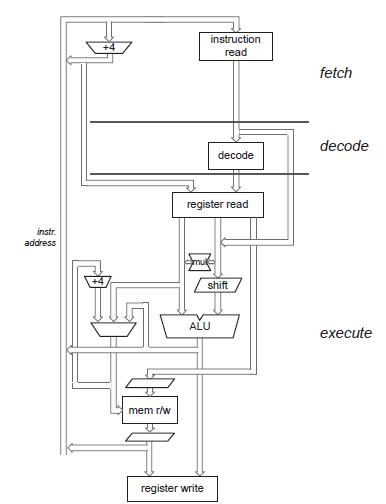 +4
instruction
read
fetch
decode
decode
register read
instr.
address
mul
+4
shift
ALU
execute
mem r/w
register write